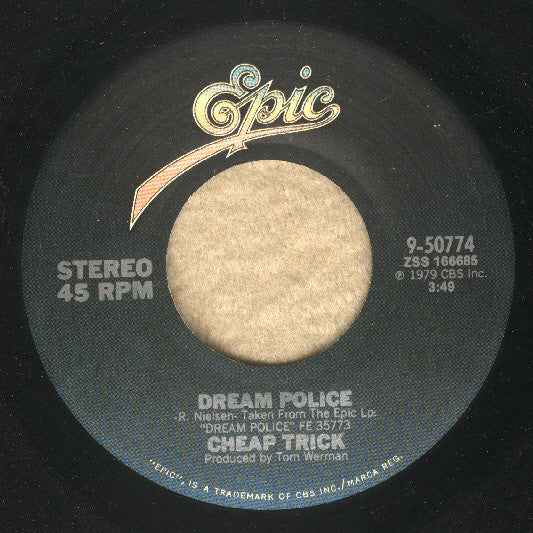 Epic
STEREO
45 RPM
9-50774
ZSS 166685
℗ 1979 CBS Inc.
3:49
DREAM POLICE
-R. Nielsen- Taken From The Epic Lp:
"DREAM POLICE" FE 35773
CHEAP TRICK
Produced by Tom Werman
"EPIC", IS A TRADEMARK OF CBS INC./MARCA REG.